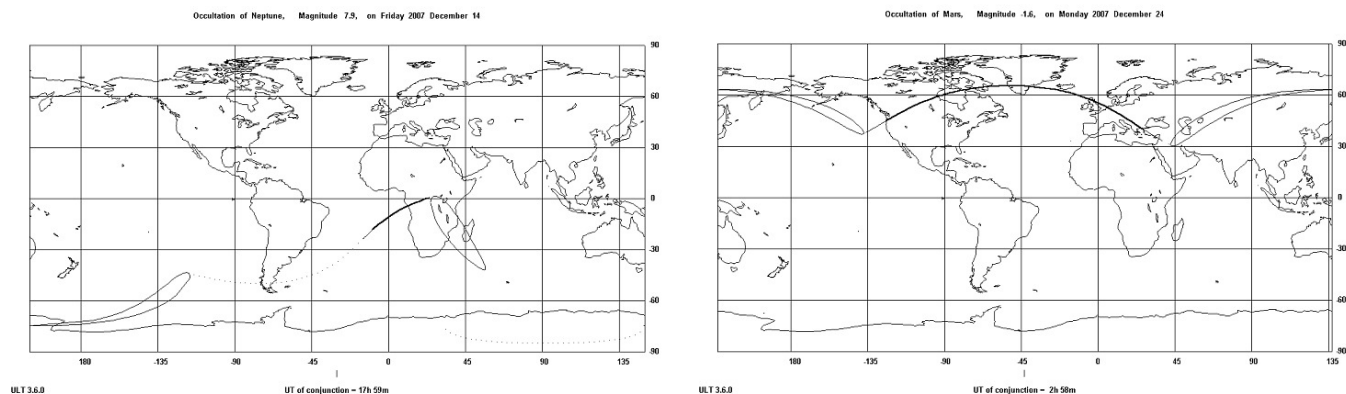 Occultation of Neptune, Magnitude 7.9, on Friday 2007 December 14
90
60
30
0
-30
-60
-90
180 -135 -90 -45 0 45 90
ULT 3.6.0 UT of conjunction = 17h 59m
Occultation of Mars, Magnitude -1.6, on Monday 2007 December 24
90
60
30
0
-30
-60
-90
180 -135 -90 -45 0 45 90 135
ULT 3.6.0 UT of conjunction = 2h 58m